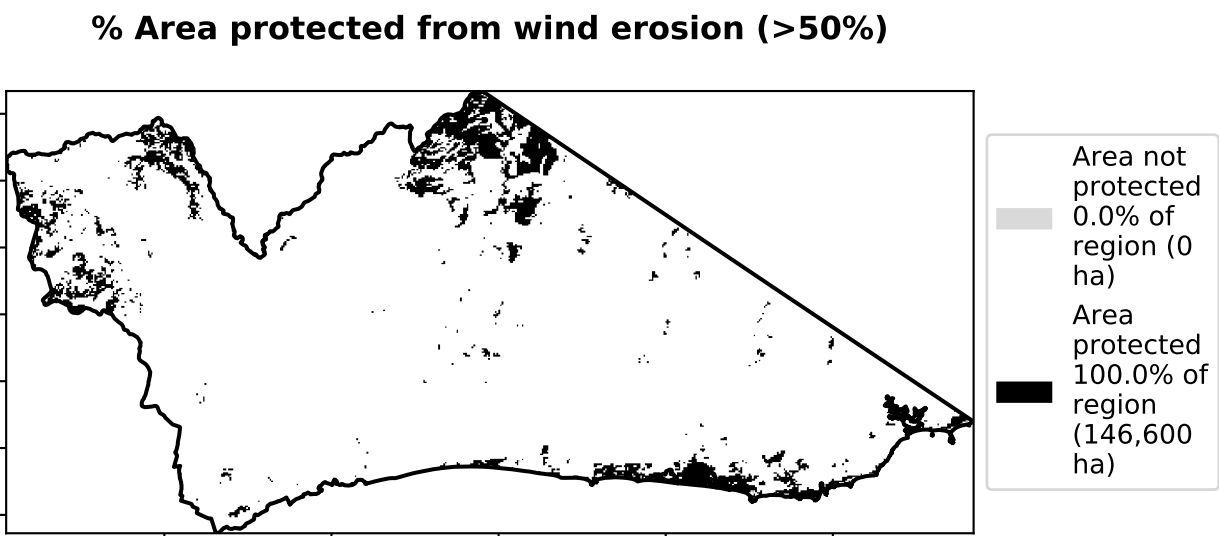 % Area protected from wind erosion (>50%)
Area not
protected
0.0% of
region (0
ha)
Area
protected
100.0% of
region
(146,600
ha)